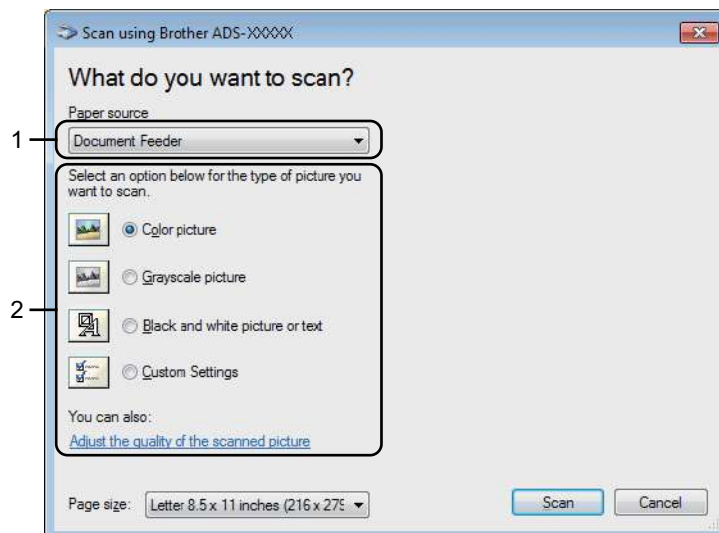 Scan using Brother ADS-XXXXX
What do you want to scan?
Paper source
1
Document Feeder
Select an option below for the type of picture you
want to scan.
Color picture
Grayscale picture
2
Black and white picture or text
Custom Settings
You can also:
Adjust the quality of the scanned picture
Page size: Letter 8.5 x 11 inches (216 x 279 Scan Cancel